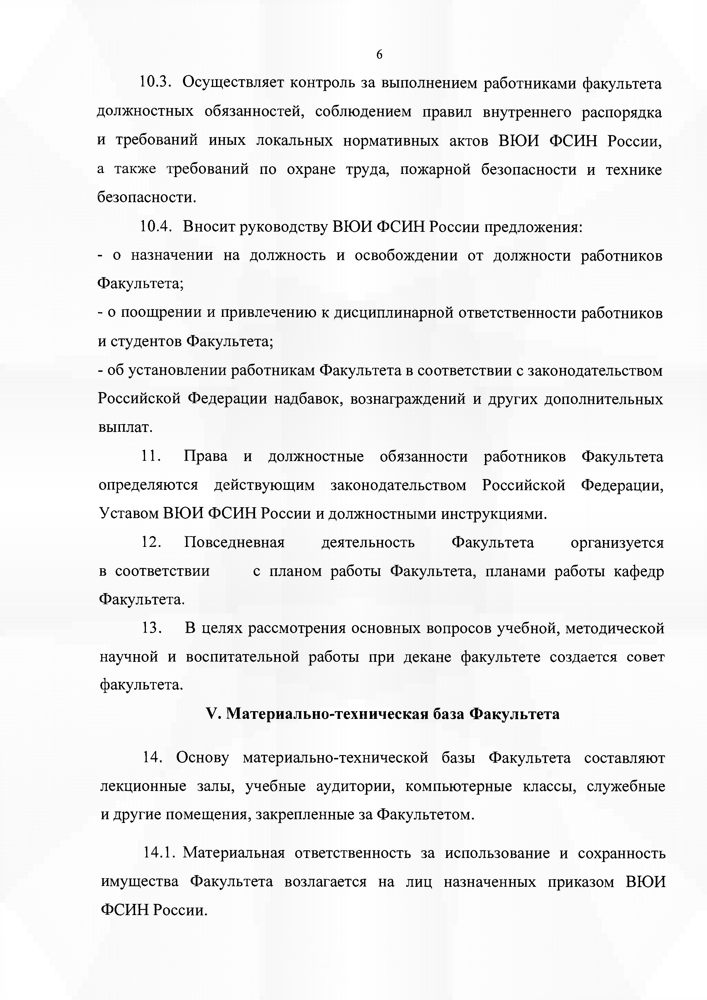 6
10.3. Осуществляет контроль за выполнением работниками факультета
должностных обязанностей, соблюдением правил внутреннего распорядка
и требований иных локальных нормативных актов ВЮИ ФСИН России,
а также требований по охране труда, пожарной безопасности и технике
безопасности.
10.4. Вносит руководству ВЮИ ФСИН России предложения:
- о назначении на должность и освобождении от должности работников
Факультета;
- о поощрении и привлечению к дисциплинарной ответственности работников
и студентов Факультета;
- об установлении работникам Факультета в соответствии с законодательством
Российской Федерации надбавок, вознаграждений и других дополнительных
выплат.
11. Права и должностные обязанности работников Факультета
определяются действующим законодательством Российской Федерации,
Уставом ВЮИ ФСИН России и должностными инструкциями.
12. Повседневная деятельность Факультета организуется
в соответствии с планом работы Факультета, планами работы кафедр
Факультета.
13. В целях рассмотрения основных вопросов учебной, методической
научной и воспитательной работы при декане факультете создается совет
факультета.
V. Материально-техническая база Факультета
14. Основу материально-технической базы Факультета составляют
лекционные залы, учебные аудитории, компьютерные классы, служебные
и другие помещения, закрепленные за Факультетом.
14.1. Материальная ответственность за использование и сохранность
имущества Факультета возлагается на лиц назначенных приказом ВЮИ
ФСИН России.